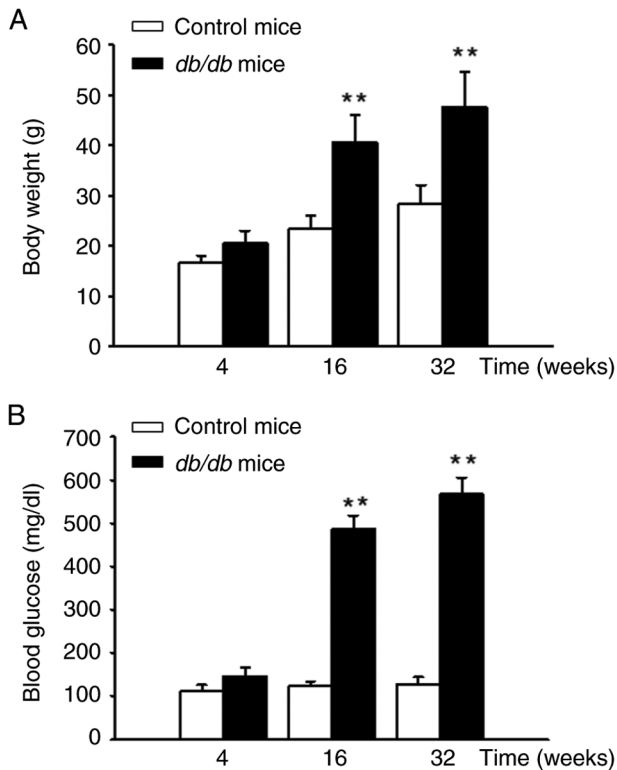 A
Control mice
db/db mice
60
50
40
30
20
10
0
Body weight (g)
**
**
4 16 32 Time (weeks)
B
Control mice
db/db mice
700
600
500
400
300
200
100
0
Blood glucose (mg/dl)
**
**
4 16 32 Time (weeks)